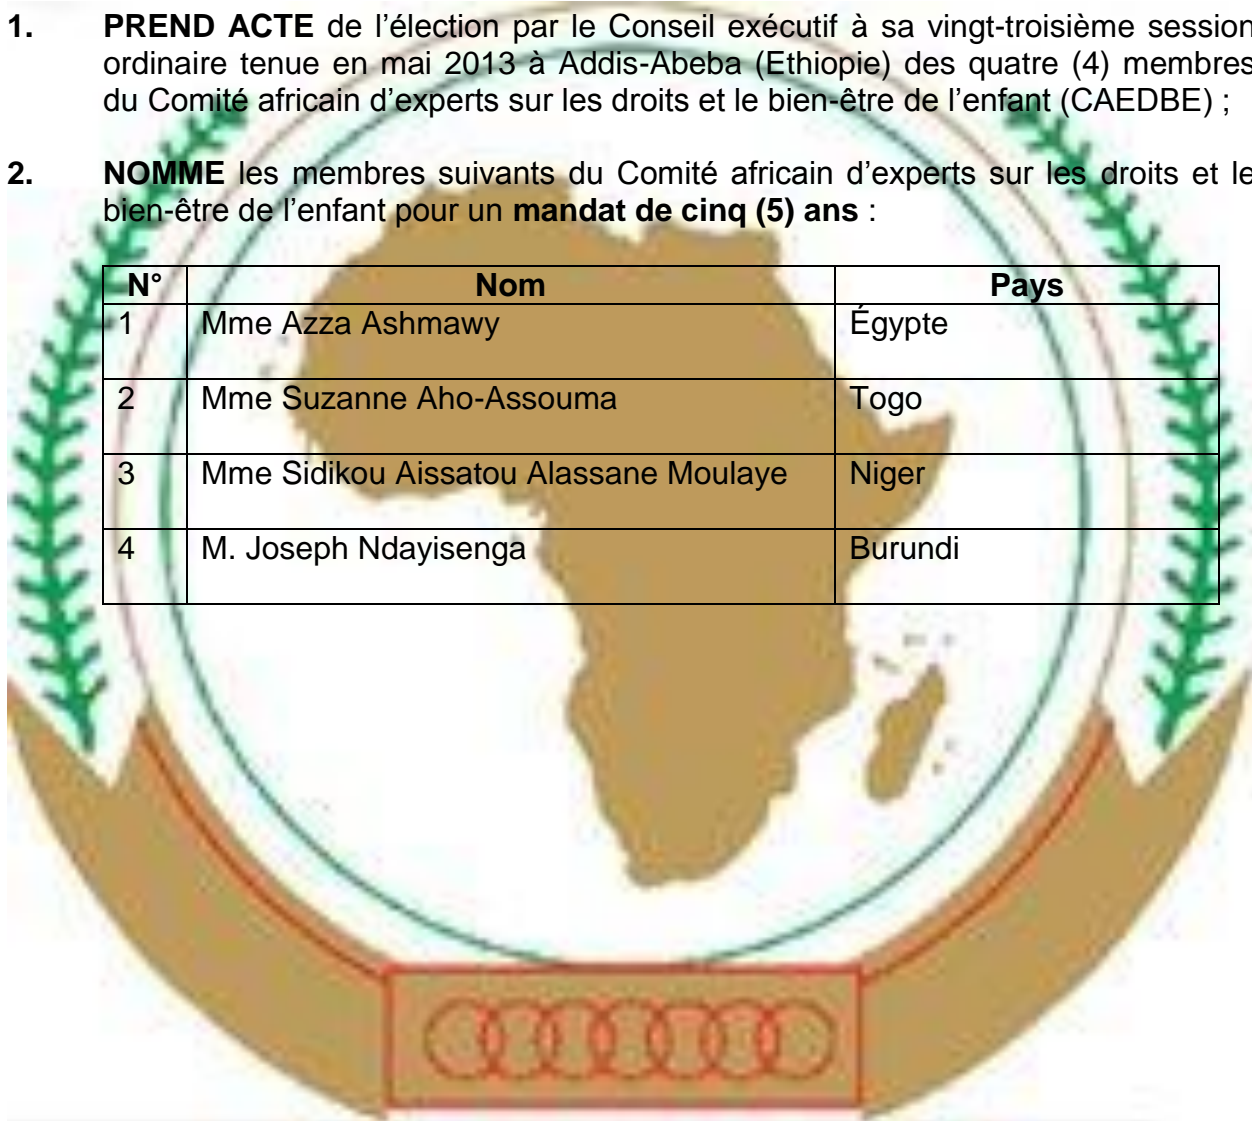 1. PREND ACTE de l’élection par le Conseil exécutif à sa vingt-troisième session
ordinaire tenue en mai 2013 à Addis-Abeba (Ethiopie) des quatre (4) membres
du Comité africain d’experts sur les droits et le bien-être de l’enfant (CAEDBE) ;
2. NOMME les membres suivants du Comité africain d’experts sur les droits et le
bien-être de l’enfant pour un mandat de cinq (5) ans :
N° Nom Pays
1 Mme Azza Ashmawy Égypte
2 Mme Suzanne Aho-Assouma Togo
3 Mme Sidikou Aissatou Alassane Moulaye Niger
4 M. Joseph Ndayisenga Burundi